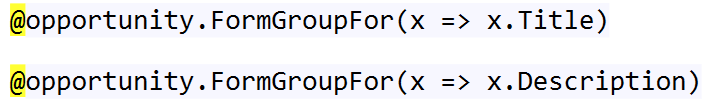 @opportunity.FormGroupFor(x => x.Title)
@opportunity.FormGroupFor(x => x.Description)